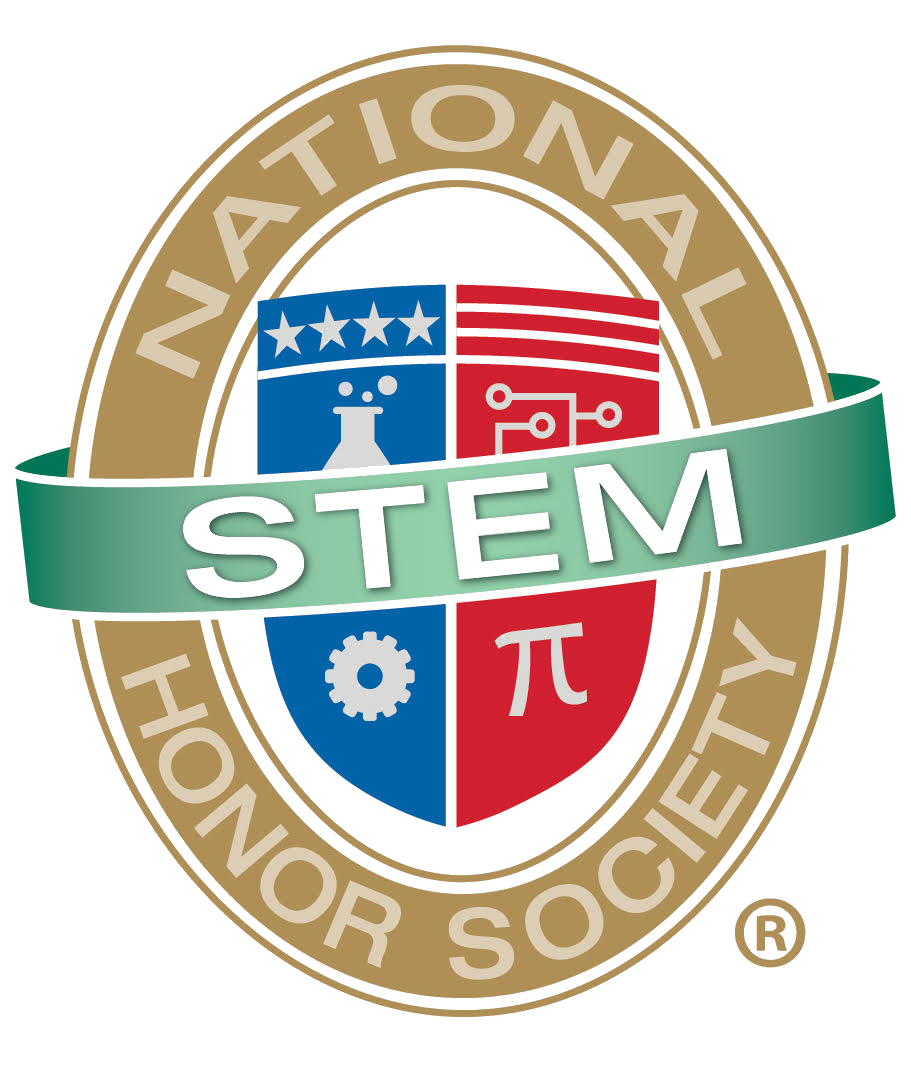 NATIONAL
STEM
π
HONOR SOCIETY
®